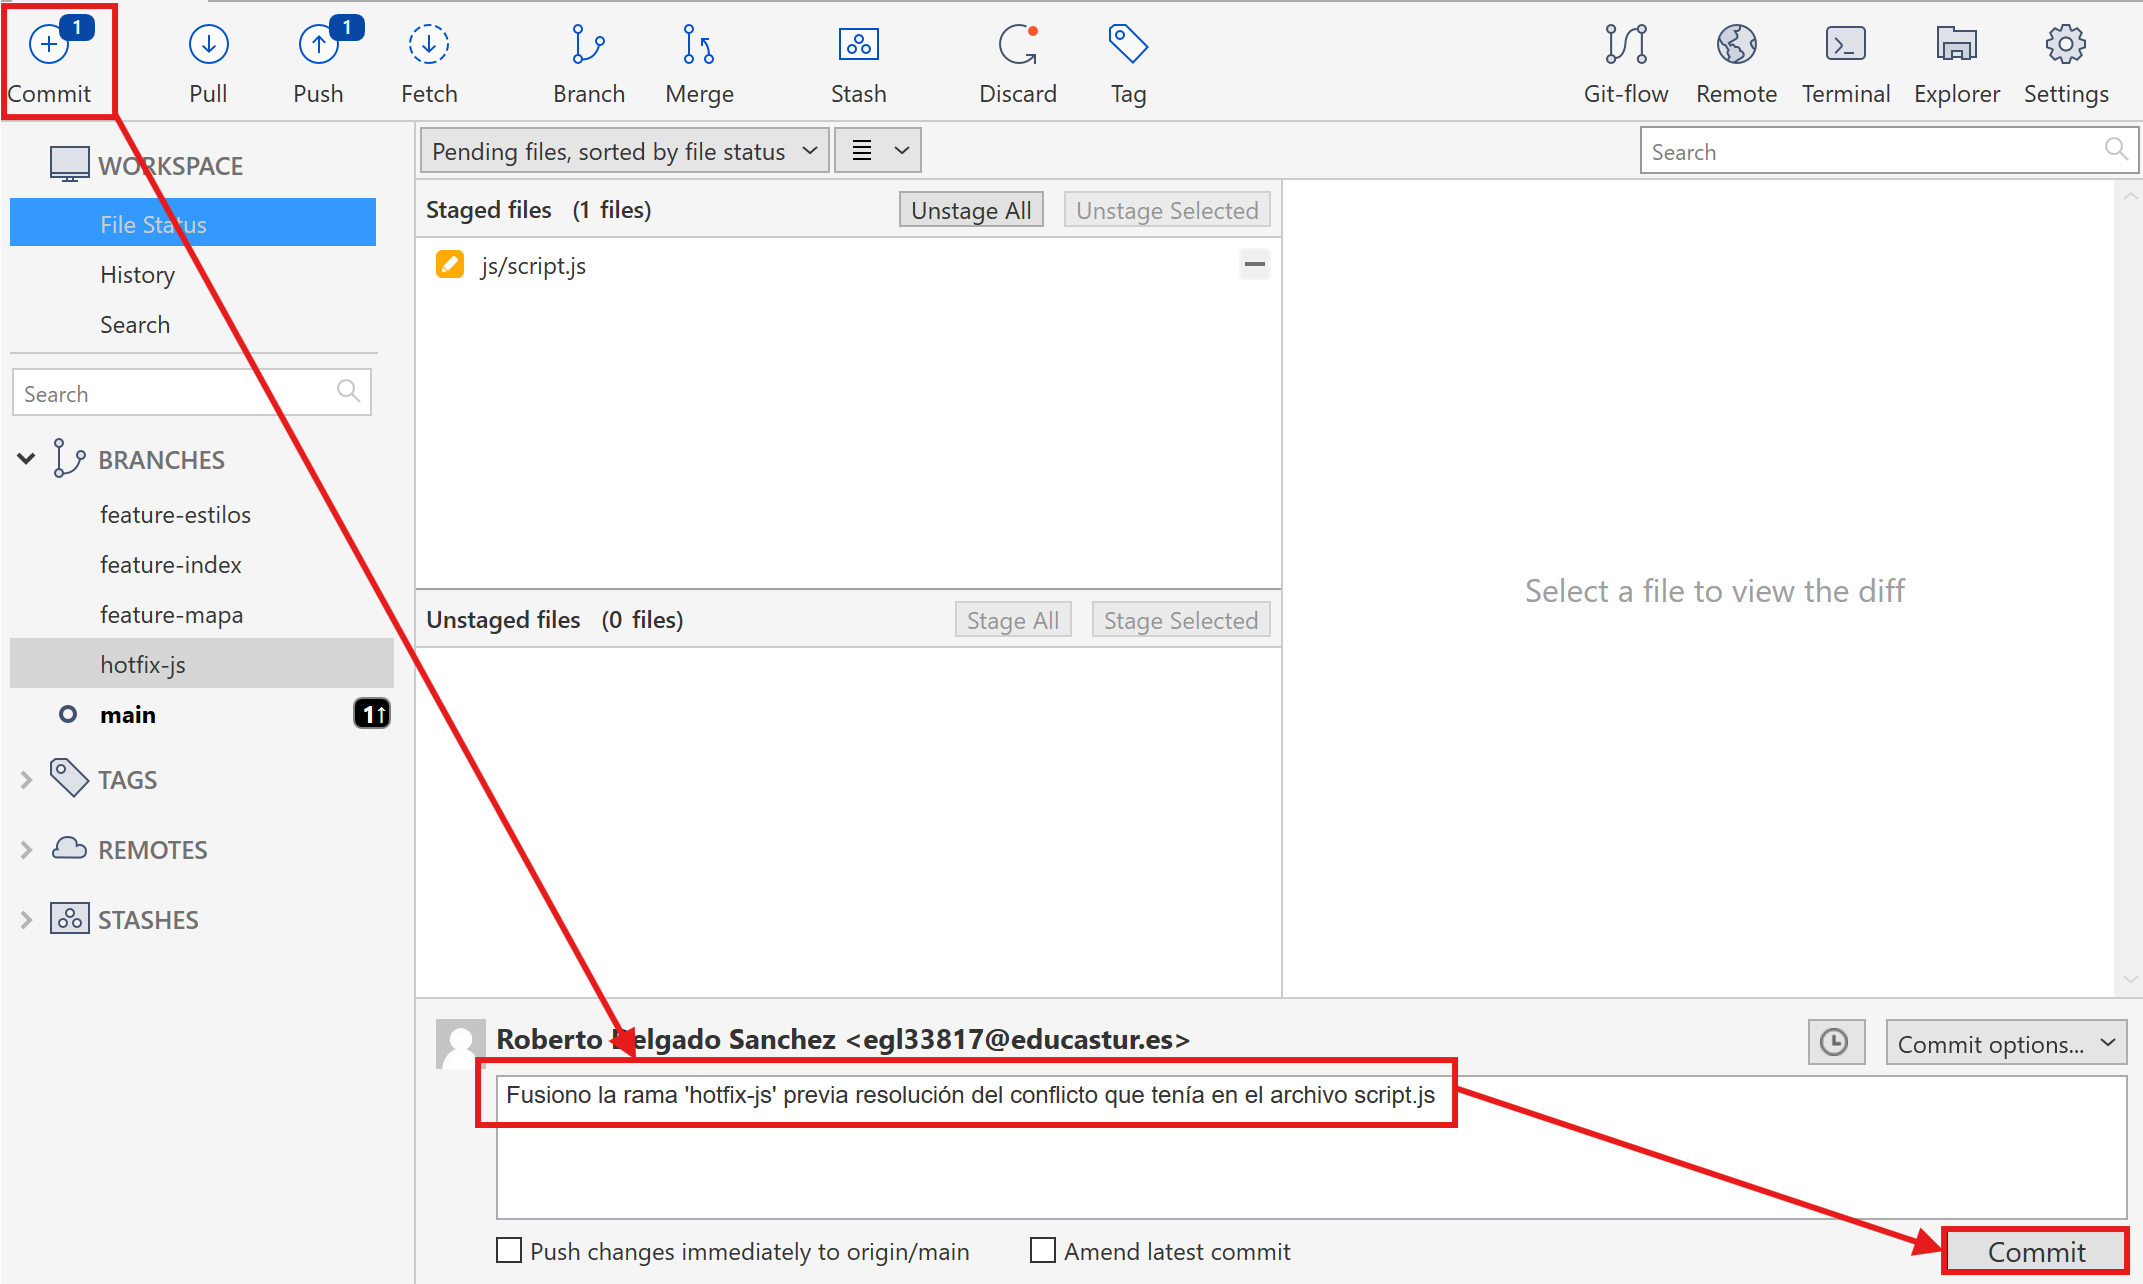 1
1
Commit
Pull
Push
Fetch
Branch
Merge
Stash
Discard
Tag
Git-flow
Remote
Terminal
Explorer
Settings
WORKSPACE
File Status
History
Search
Search
BRANCHES
feature-estilos
feature-index
feature-mapa
hotfix-js
main
1↑
TAGS
REMOTES
STASHES
Pending files, sorted by file status
Search
Staged files (1 files)
Unstage All
Unstage Selected
js/script.js
Unstaged files (0 files)
Stage All
Stage Selected
Select a file to view the diff
Roberto Delgado Sanchez <egl33817@educastur.es>
Commit options...
Fusiono la rama 'hotfix-js' previa resolución del conflicto que tenía en el archivo script.js
Push changes immediately to origin/main
Amend latest commit
Commit